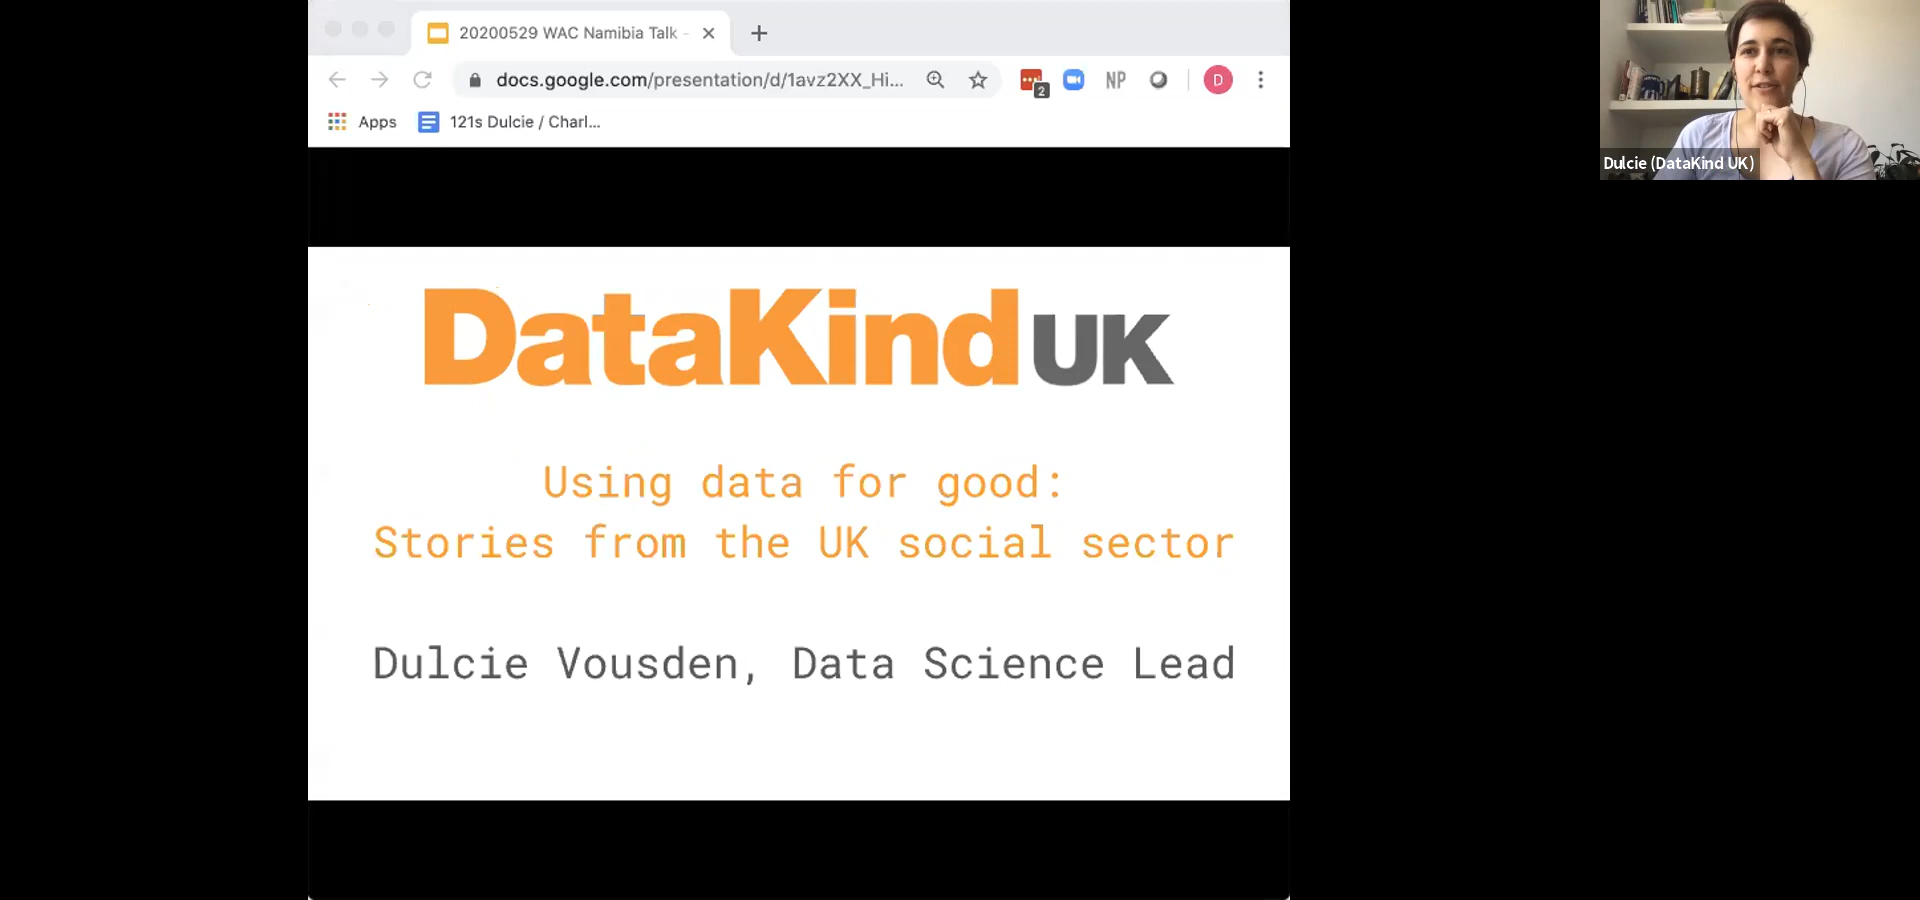 20200529 WAC Namibia Talk -
docs.google.com/presentation/d/1avz2XX_Hi...
2
NP
D
Apps
121s Dulcie / Charl...
DataKind UK
Using data for good:
Stories from the UK social sector
Dulcie Vousden, Data Science Lead
Dulcie (DataKind UK)